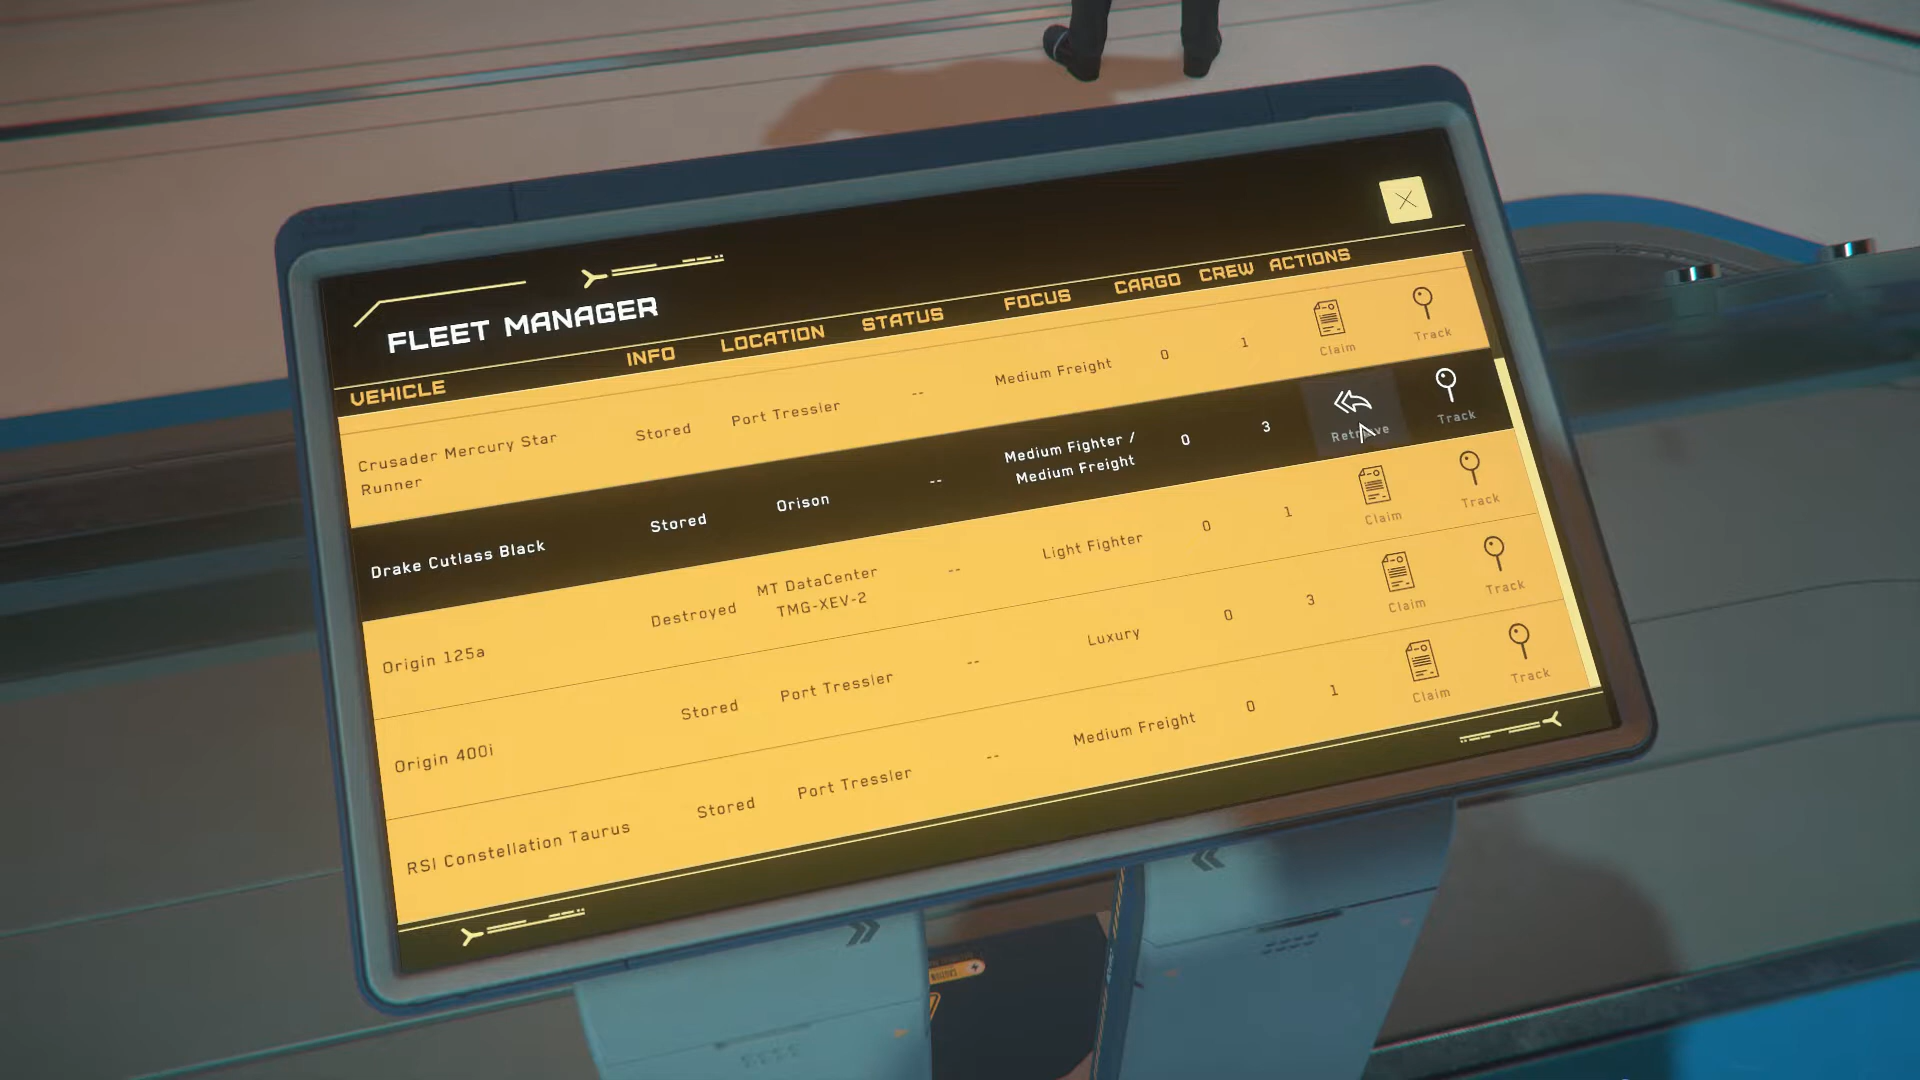 FLEET MANAGER
VEHICLE INFO LOCATION STATUS FOCUS CARGO CREW ACTIONS
Crusader Mercury Star
Runner
Stored Port Tressler -- Medium Freight 0 1 Claim Track
Drake Cutlass Black Stored Orison --
Medium Fighter /
Medium Freight
0 3 Retrieve Track
Origin 125a Destroyed
MT DataCenter
TMG-XEV-2
-- Light Fighter 0 1 Claim Track
Origin 400i Stored Port Tressler -- Luxury 0 3 Claim Track
RSI Constellation Taurus Stored Port Tressler -- Medium Freight 0 1 Claim Track